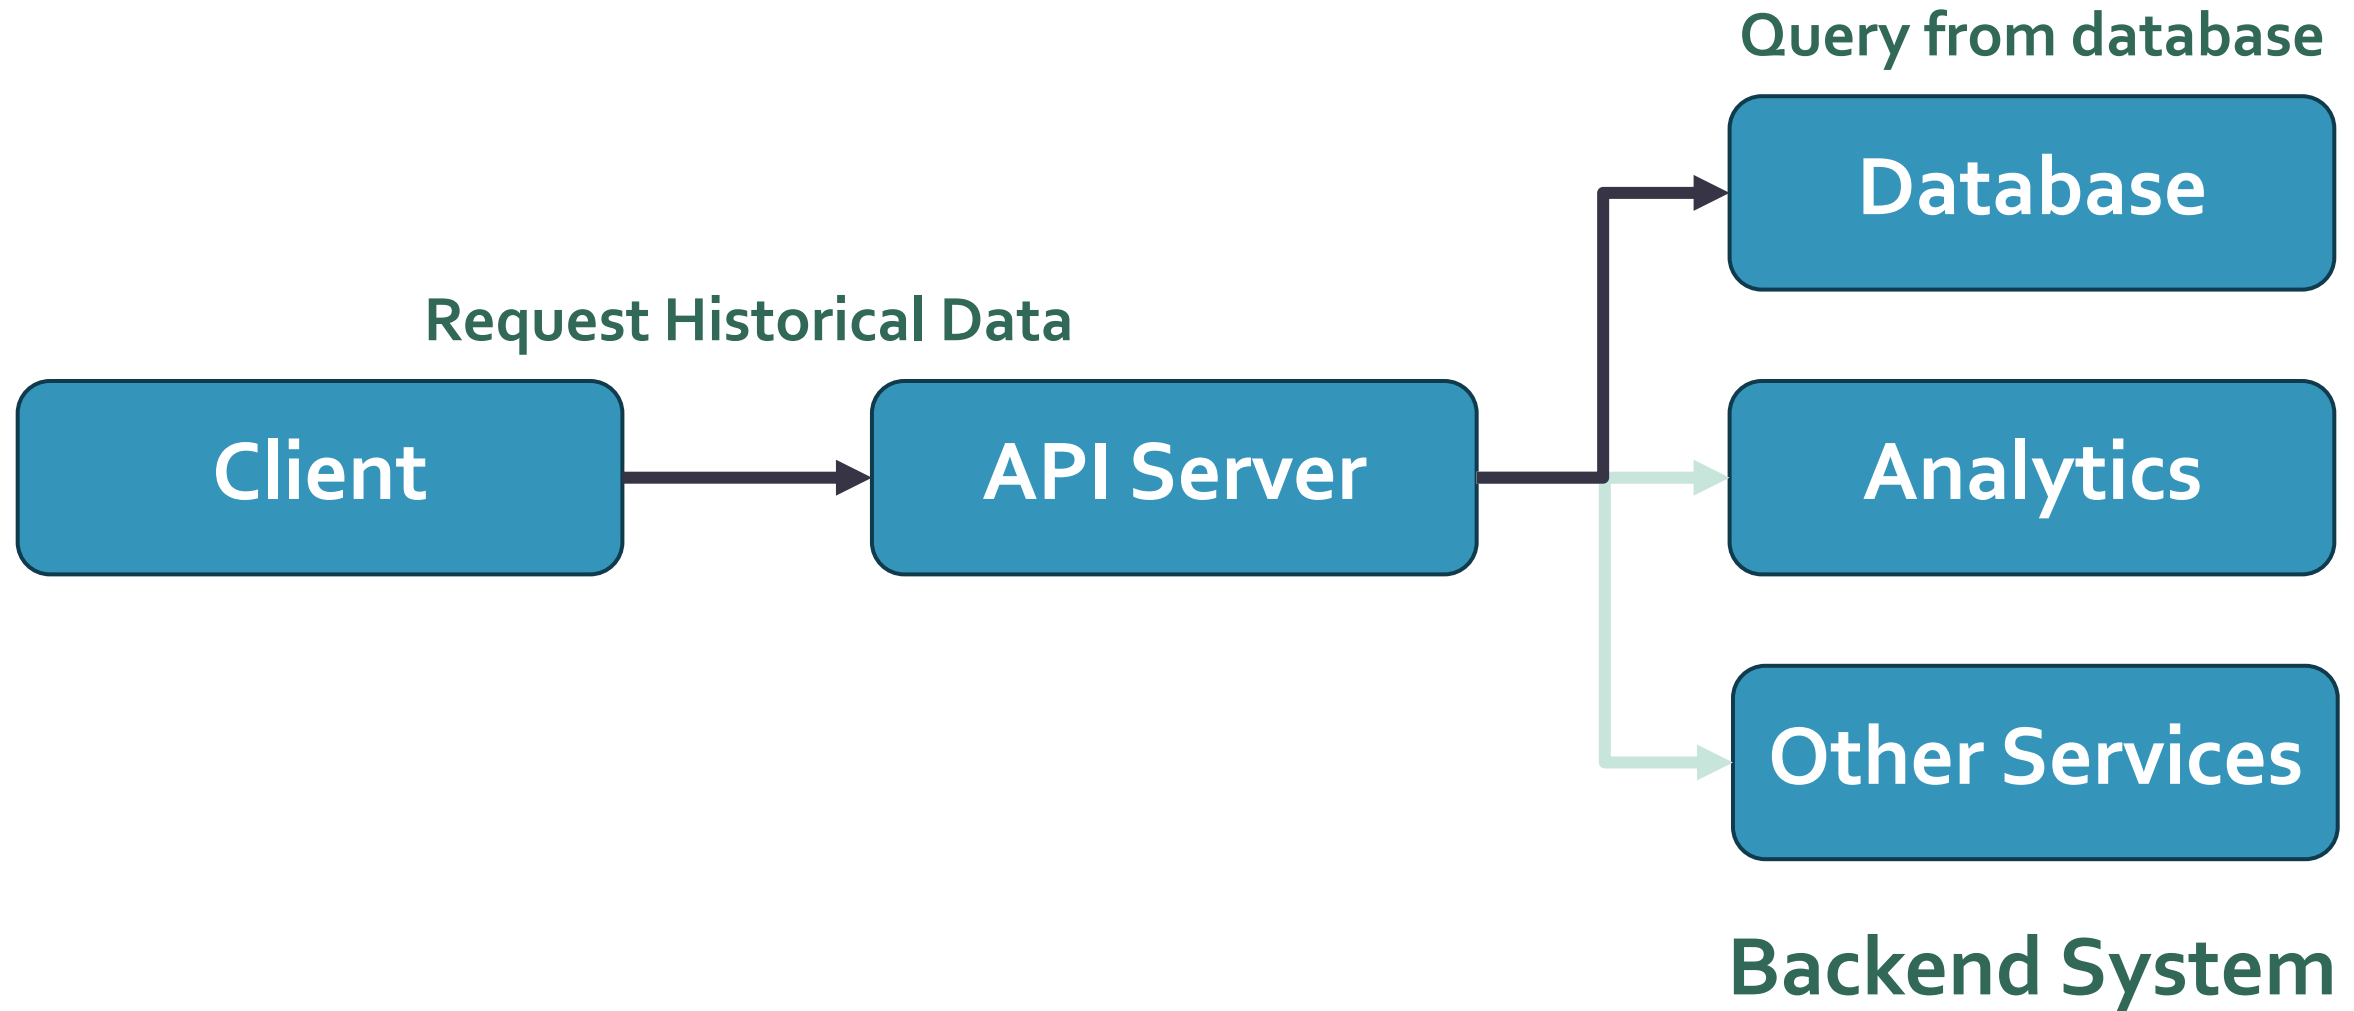 Query from database
Database
Request Historical Data
Client
API Server
Analytics
Other Services
Backend System